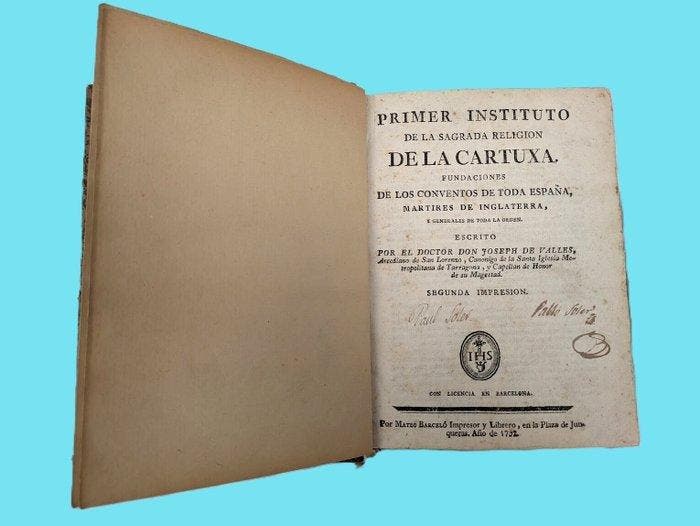 PRIMER INSTITUTO
DE LA SAGRADA RELIGION
DE LA CARTUXA.
FUNDACIONES
DE LOS CONVENTOS DE TODA ESPAÑA,
MARTIRES DE INGLATERRA,
Y GENERALES DE TODA LA ORDEN.
ESCRITO
POR EL DOCTOR DON JOSEPH DE VALLES,
Arcediano de San Lorenzo, Canonigo de la Santa Iglesia Me-
tropolitana de Tarragona, y Capellan de Honor
de su Magestad.
SEGUNDA IMPRESION.
Paul Soler Pablo Soler
IHS
CON LICENCIA EN BARCELONA.
Por MATEO BARCELÓ Impresor y Librero, en la Plaza de Jun-
queras. Año de 1792.